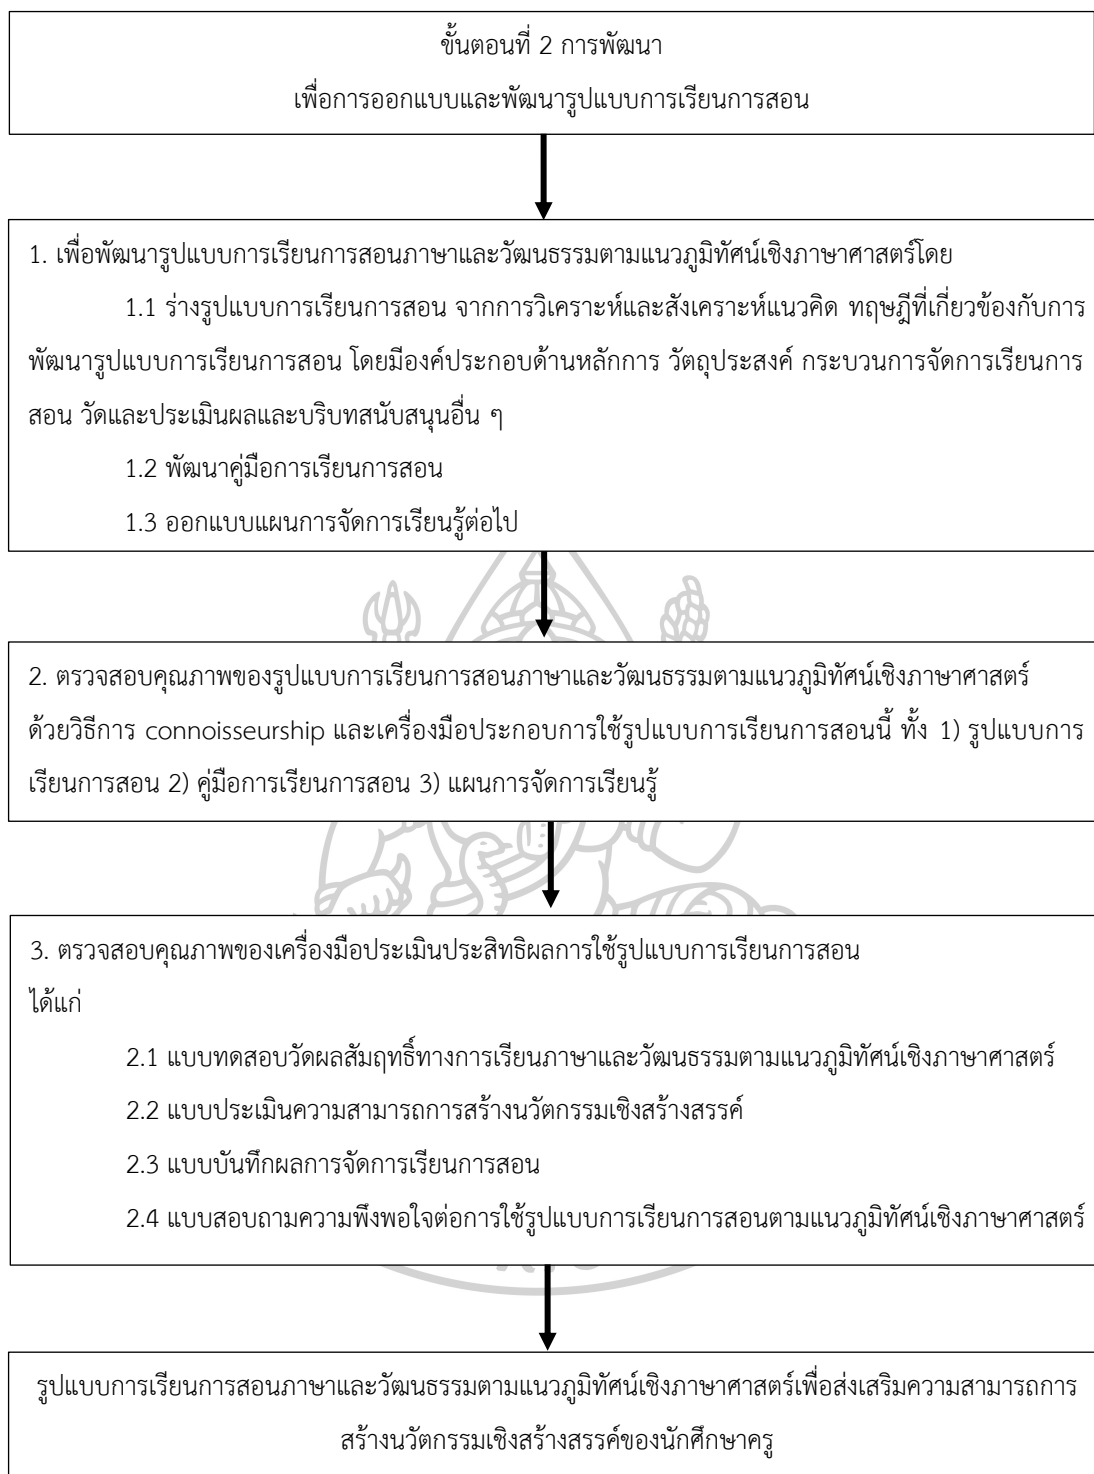 ขั้นตอนที่ 2 การพัฒนา
เพื่อการออกแบบและพัฒนารูปแบบการเรียนการสอน
1. เพื่อพัฒนารูปแบบการเรียนการสอนภาษาและวัฒนธรรมตามแนวภูมิทัศน์เชิงภาษาศาสตร์โดย
1.1 ร่างรูปแบบการเรียนการสอน จากการวิเคราะห์และสังเคราะห์แนวคิด ทฤษฎีที่เกี่ยวข้องกับการ
พัฒนารูปแบบการเรียนการสอน โดยมีองค์ประกอบด้านหลักการ วัตถุประสงค์ กระบวนการจัดการเรียนการ
สอน วัดและประเมินผลและบริบทสนับสนุนอื่น ๆ
1.2 พัฒนาคู่มือการเรียนการสอน
1.3 ออกแบบแผนการจัดการเรียนรู้ต่อไป
2. ตรวจสอบคุณภาพของรูปแบบการเรียนการสอนภาษาและวัฒนธรรมตามแนวภูมิทัศน์เชิงภาษาศาสตร์
ด้วยวิธีการ connoisseurship และเครื่องมือประกอบการใช้รูปแบบการเรียนการสอนนี้ ทั้ง 1) รูปแบบการ
เรียนการสอน 2) คู่มือการเรียนการสอน 3) แผนการจัดการเรียนรู้
3. ตรวจสอบคุณภาพของเครื่องมือประเมินประสิทธิผลการใช้รูปแบบการเรียนการสอน
ได้แก่
2.1 แบบทดสอบวัดผลสัมฤทธิ์ทางการเรียนภาษาและวัฒนธรรมตามแนวภูมิทัศน์เชิงภาษาศาสตร์
2.2 แบบประเมินความสามารถการสร้างนวัตกรรมเชิงสร้างสรรค์
2.3 แบบบันทึกผลการจัดการเรียนการสอน
2.4 แบบสอบถามความพึงพอใจต่อการใช้รูปแบบการเรียนการสอนตามแนวภูมิทัศน์เชิงภาษาศาสตร์
รูปแบบการเรียนการสอนภาษาและวัฒนธรรมตามแนวภูมิทัศน์เชิงภาษาศาสตร์เพื่อส่งเสริมความสามารถการ
สร้างนวัตกรรมเชิงสร้างสรรค์ของนักศึกษาครู